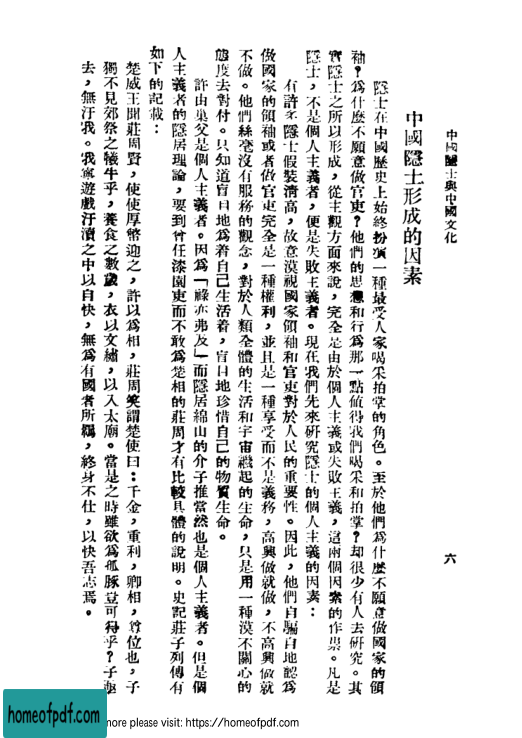 中國隱士與中國文化
六
中國隱士形成的因素
隱士在中國歷史上始終扮演一種最受人家喝采拍掌的角色。至於他們爲什麼不願意做國家的領
袖？爲什麼不願意做官吏？他們的思想和行爲那一點値得我們喝采和拍掌？却很少有人去研究。其
實隱士之所以形成，從主觀方面來說，完全是由於個人主義或失敗主義，這兩個因素的作祟。凡是
隱士，不是個人主義者，便是失敗主義者。現在我們先來研究隱士的個人主義的因素：
有許多隱士假裝淸高，故意漠視國家領袖和官吏對於人民的重要性。因此，他們自騙自地認爲
做國家的領袖或者做官吏完全是一種權利，並且是一種享受而不是義務，高興做就做，不高興做就
不做。他們絲毫沒有服務的觀念，對於人類全體的生活和宇宙繼起的生命，只是用一種漠不關心的
態度去對付。只知道盲目地爲着自己生活着，盲目地珍惜自己的物質生命。
許由巢父是個人主義者。因爲「祿亦弗及」而隱居綿山的介子推當然也是個人主義者。但是個
人主義者的隱居理論，要到曾任漆園吏而不敢爲楚相的莊周才有比較具體的說明。史記莊子列傳有
如下的記載：
楚威王聞莊周賢，使使厚幣迎之，許以爲相，莊周笑謂楚使曰：千金，重利，卿相，尊位也，子
獨不見郊祭之犧牛乎，養食之數歲，衣以文繡，以入太廟。當是之時雖欲爲孤豚豈可得乎？子亟
去，無汙我。我寧遊戲汙瀆之中以自快，無爲有國者所羈，終身不仕，以快吾志焉。
homeofpdf.com
more please visit: https://homeofpdf.com